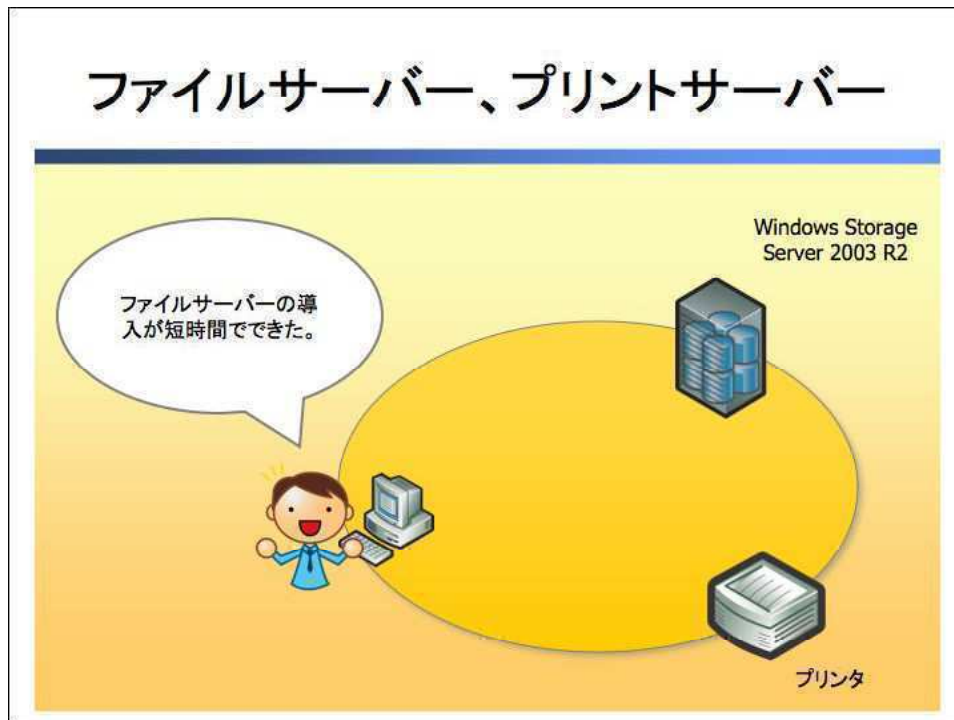 ファイルサーバー、プリントサーバー
Windows Storage
Server 2003 R2
ファイルサーバーの導
入が短時間でできた。
プリンタ